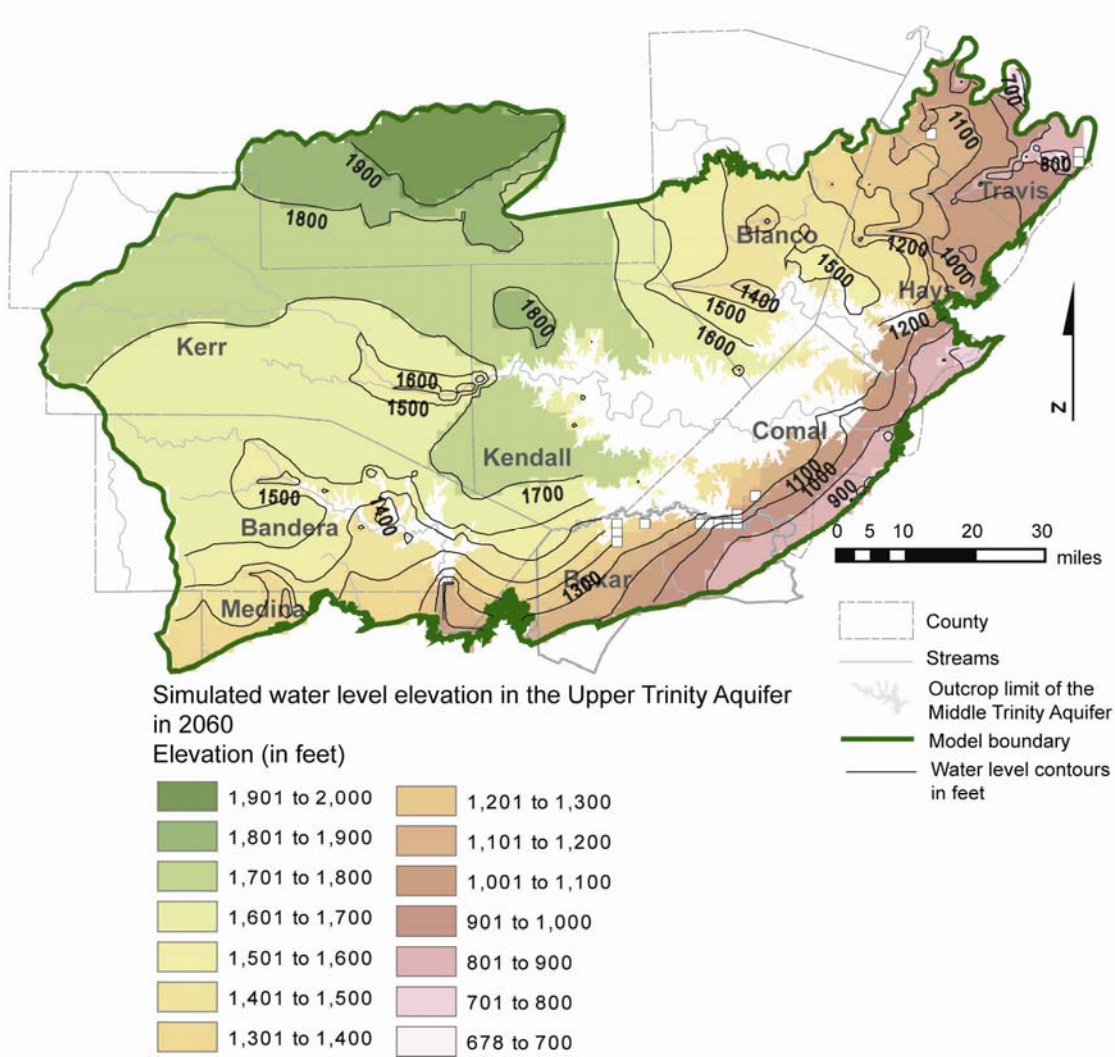 700
1100
1900
800
Travis
1800
Blanco
1200
1000
1500
Hays
1400
1500
1800
1200
Kerr
1600
1600
1500
Comal
Kendall
1100
1000
900
1700
1500
1400
Bandera
Bexar
1300
Medina
N
0 5 10 20 30
miles
County
Streams
Outcrop limit of the
Middle Trinity Aquifer
Model boundary
Water level contours
in feet
Simulated water level elevation in the Upper Trinity Aquifer
in 2060
Elevation (in feet)
1,901 to 2,000
1,801 to 1,900
1,701 to 1,800
1,601 to 1,700
1,501 to 1,600
1,401 to 1,500
1,301 to 1,400
1,201 to 1,300
1,101 to 1,200
1,001 to 1,100
901 to 1,000
801 to 900
701 to 800
678 to 700